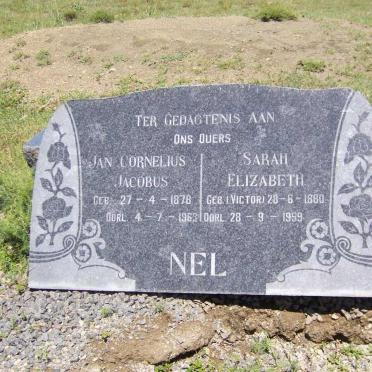 TER GEDAGTENIS AAN
ONS OUERS
JAN CORNELIUS
JACOBUS
GEB. 27-4-1878
OORL. 4-7-1963
SARAH
ELIZABETH
GEB. (VICTOR) 28-6-1880
OORL. 28-9-1959
NEL